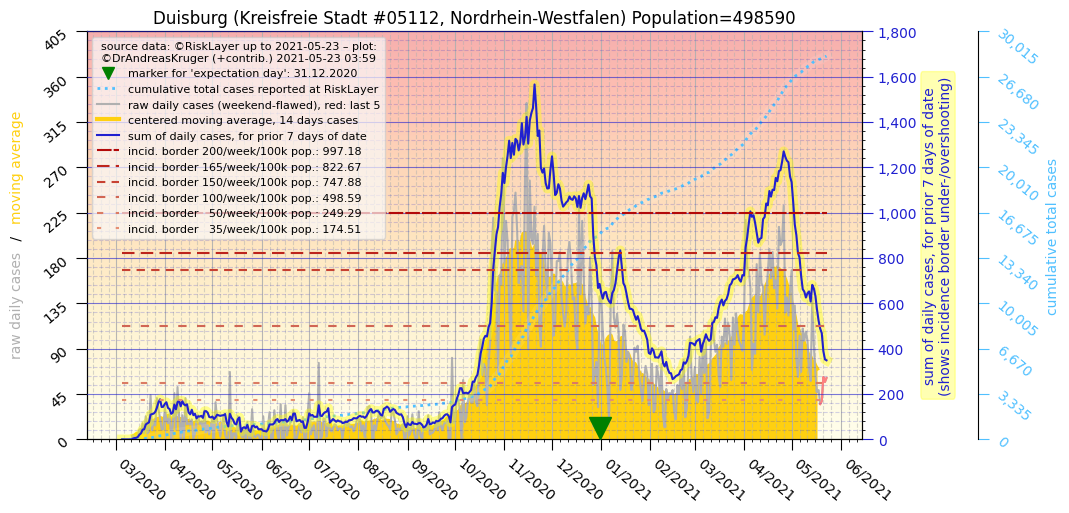 Duisburg (Kreisfreie Stadt #05112, Nordrhein-Westfalen) Population=498590
source data: ©RiskLayer up to 2021-05-23 – plot:
©DrAndreasKruger (+contrib.) 2021-05-23 03:59
marker for 'expectation day': 31.12.2020
cumulative total cases reported at RiskLayer
raw daily cases (weekend-flawed), red: last 5
centered moving average, 14 days cases
sum of daily cases, for prior 7 days of date
incid. border 200/week/100k pop.: 997.18
incid. border 165/week/100k pop.: 822.67
incid. border 150/week/100k pop.: 747.88
incid. border 100/week/100k pop.: 498.59
incid. border 50/week/100k pop.: 249.29
incid. border 35/week/100k pop.: 174.51
raw daily cases / moving average
405
360
315
270
225
180
135
90
45
0
03/2020
04/2020
05/2020
06/2020
07/2020
08/2020
09/2020
10/2020
11/2020
12/2020
01/2021
02/2021
03/2021
04/2021
05/2021
06/2021
1,800
1,600
1,400
1,200
1,000
800
600
400
200
0
sum of daily cases, for prior 7 days of date
(shows incidence border under-/overshooting)
30,015
26,680
23,345
20,010
16,675
13,340
10,005
6,670
3,335
0
cumulative total cases